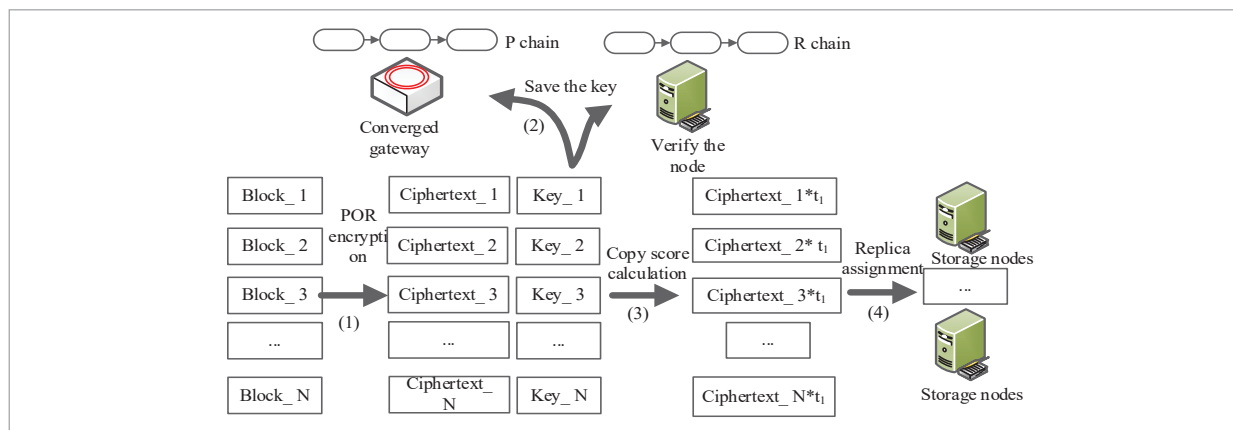 P chain
R chain
Save the key
(2)
Converged
gateway
Verify the
node
Block_ 1
Ciphertext_ 1
Key_ 1
Ciphertext_ 1*t₁
POR
encrypti
on
Block_ 2
Ciphertext_ 2
Key_ 2
Copy score
calculation
Ciphertext_ 2* t₁
Replica
assignment
Storage nodes
Block_ 3
(1)
Ciphertext_ 3
Key_ 3
(3)
Ciphertext_ 3*t₁
(4)
...
...
...
...
...
Block_ N
Ciphertext_
N
Key_ N
Ciphertext_ N*t₁
Storage nodes